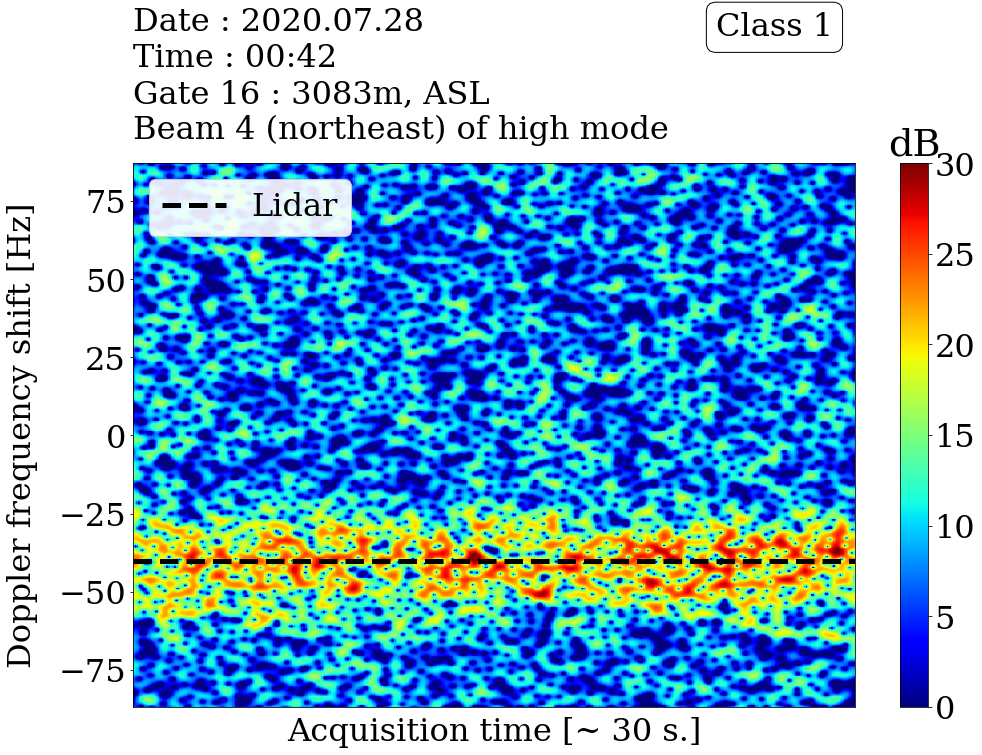 Date : 2020.07.28
Class 1
Time : 00:42
Gate 16 : 3083m, ASL
Beam 4 (northeast) of high mode
dB
Lidar
Doppler frequency shift [Hz]
75
50
25
0
−25
−50
−75
30
25
20
15
10
5
0
Acquisition time [~ 30 s.]